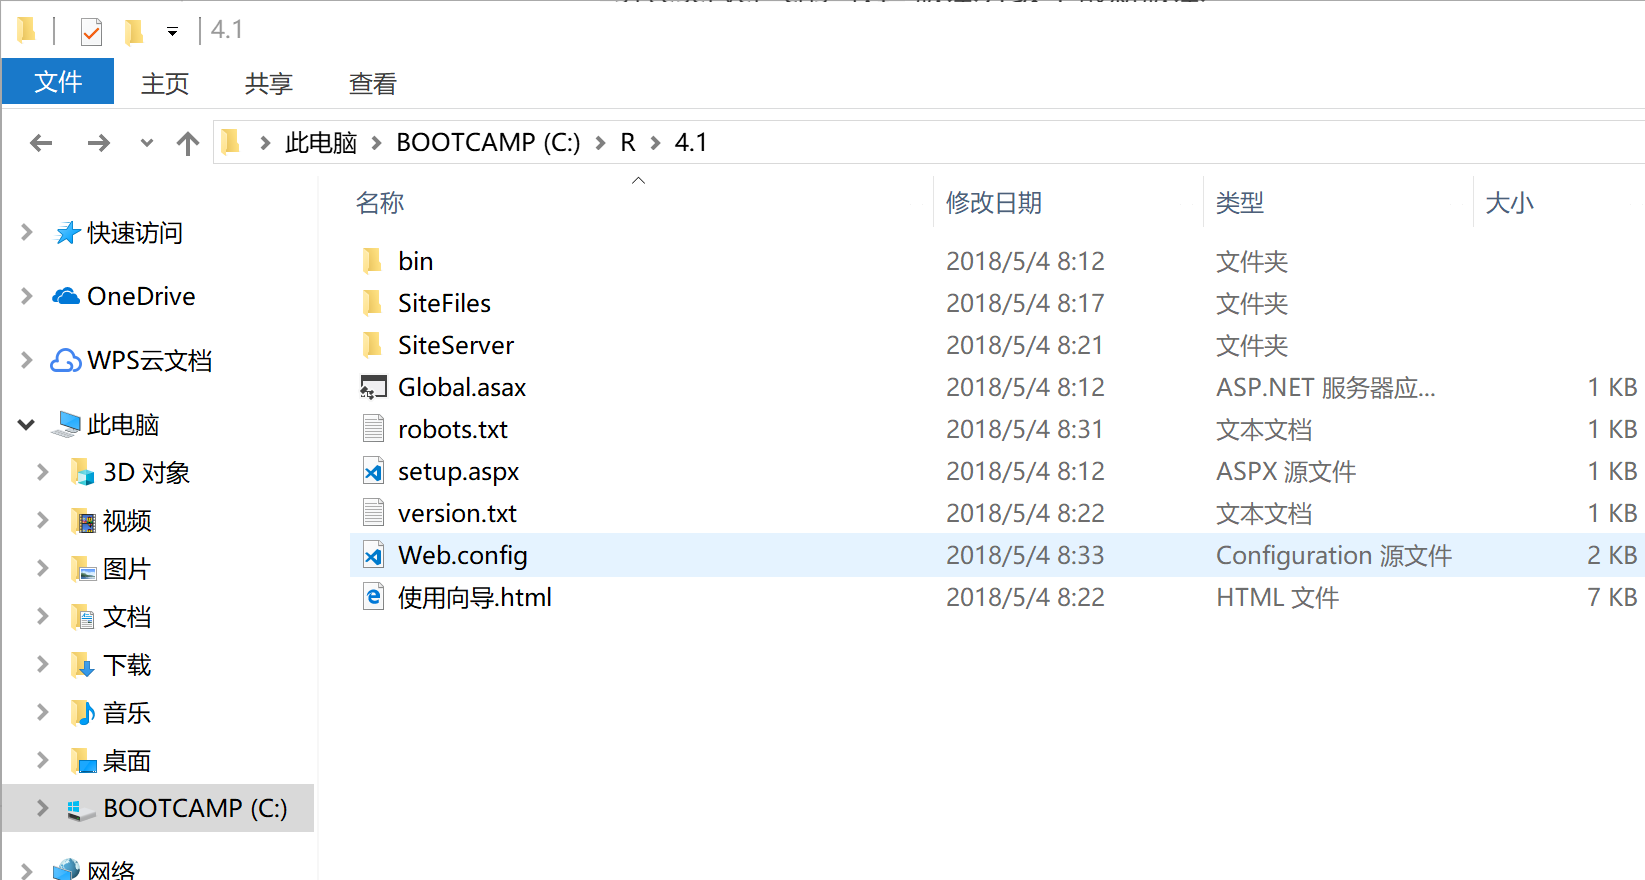 4.1
文件 主页 共享 查看
此电脑 BOOTCAMP (C:) R 4.1
名称 修改日期 类型 大小
快速访问
OneDrive
WPS云文档
此电脑
3D 对象
视频
图片
文档
下载
音乐
桌面
BOOTCAMP (C:)
网络
bin 2018/5/4 8:12 文件夹
SiteFiles 2018/5/4 8:17 文件夹
SiteServer 2018/5/4 8:21 文件夹
Global.asax 2018/5/4 8:12 ASP.NET 服务器应... 1 KB
robots.txt 2018/5/4 8:31 文本文档 1 KB
setup.aspx 2018/5/4 8:12 ASPX 源文件 1 KB
version.txt 2018/5/4 8:22 文本文档 1 KB
Web.config 2018/5/4 8:33 Configuration 源文件 2 KB
使用向导.html 2018/5/4 8:22 HTML 文件 7 KB